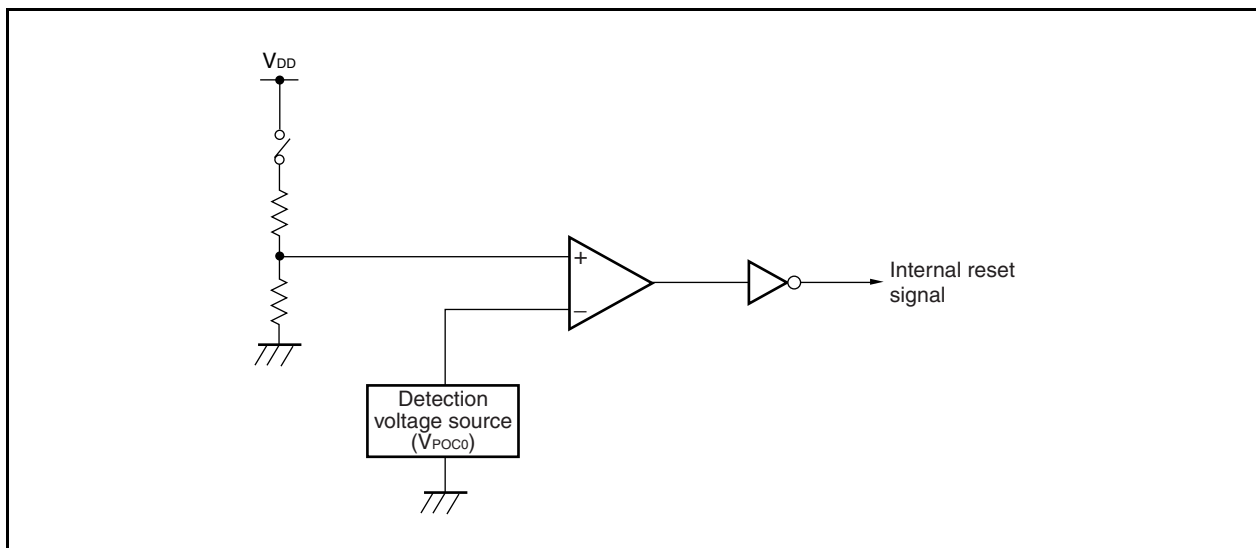 VDD
+
−
Internal reset
signal
Detection
voltage source
(VPOC0)